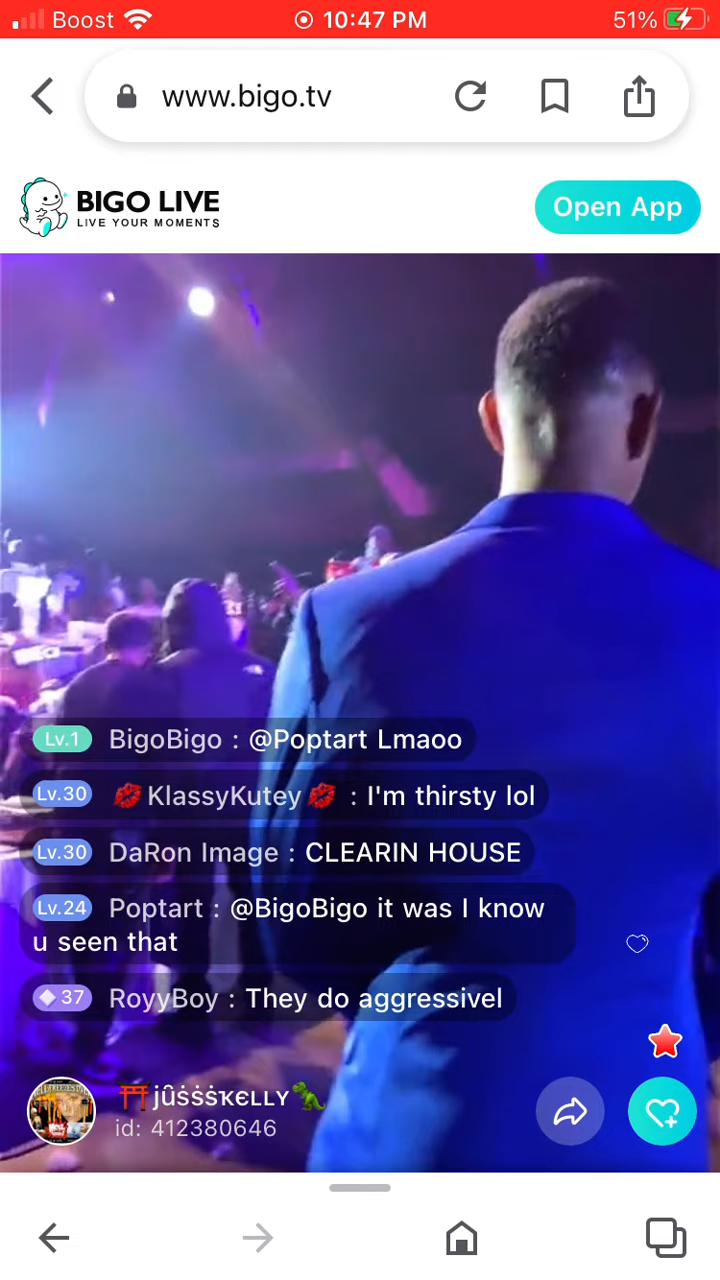 Boost 10:47 PM 51%
www.bigo.tv
BIGO LIVE Open App
LIVE YOUR MOMENTS
Lv.1 BigoBigo : @Poptart Lmaoo
Lv.30 💋KlassyKutey💋 : I'm thirsty lol
Lv.30 DaRon Image : CLEARIN HOUSE
Lv.24 Poptart : @BigoBigo it was I know
u seen that
37 RoyyBoy : They do aggressivel
⛩️jȗṡṡṡҡєʟʟʏ🦖
id: 412380646